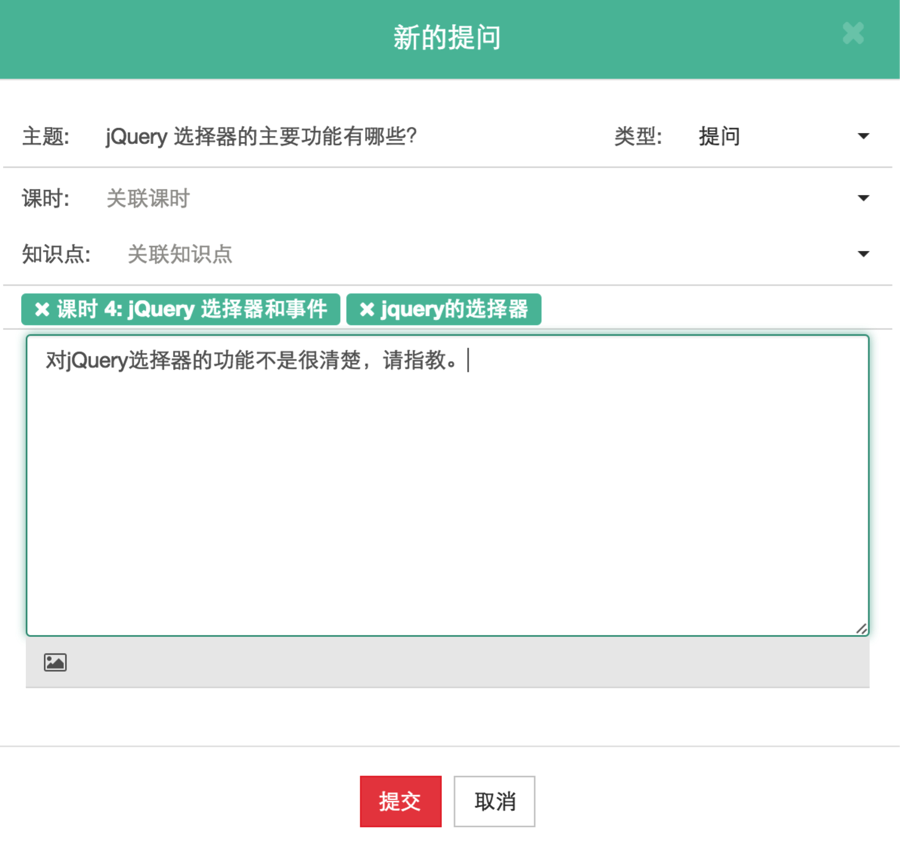 新的提问
主题: jQuery 选择器的主要功能有哪些? 类型: 提问
课时: 关联课时
知识点: 关联知识点
课时 4: jQuery 选择器和事件 jquery的选择器
对jQuery选择器的功能不是很清楚，请指教。
提交 取消